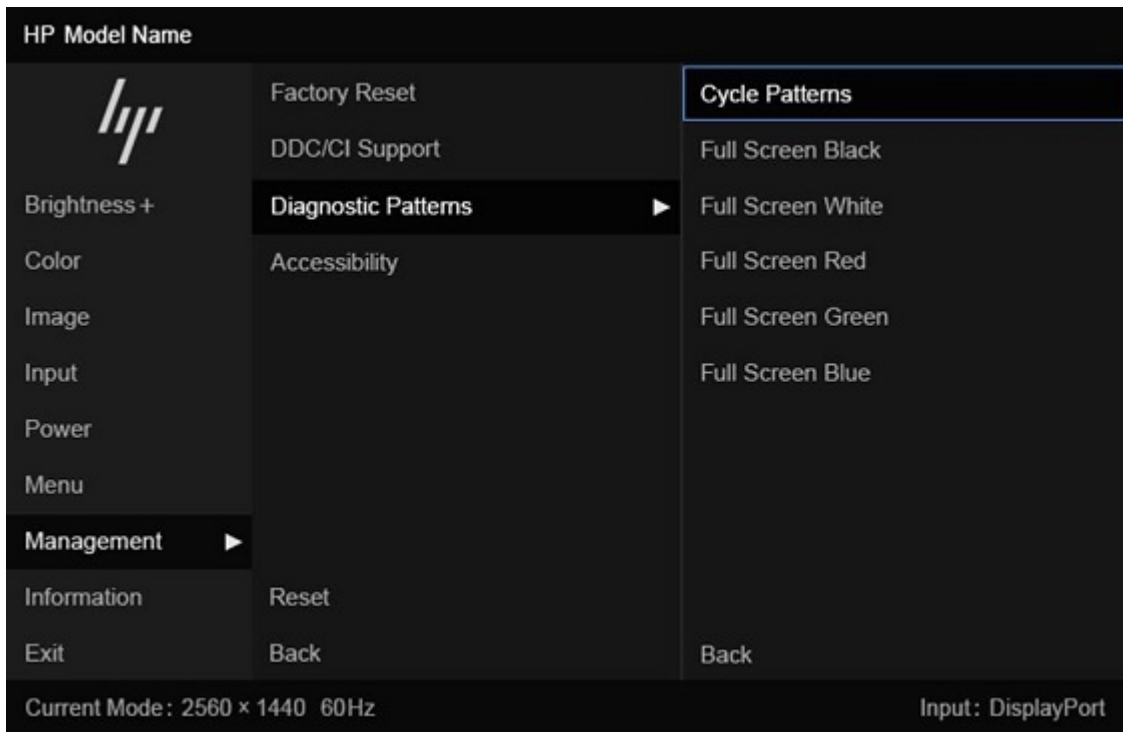 HP Model Name
hp
Factory Reset
Cycle Patterns
DDC/CI Support
Full Screen Black
Brightness +
Diagnostic Patterns
Full Screen White
Color
Accessibility
Full Screen Red
Image
Full Screen Green
Input
Full Screen Blue
Power
Menu
Management
Information
Reset
Exit
Back
Back
Current Mode: 2560 × 1440 60Hz
Input: DisplayPort